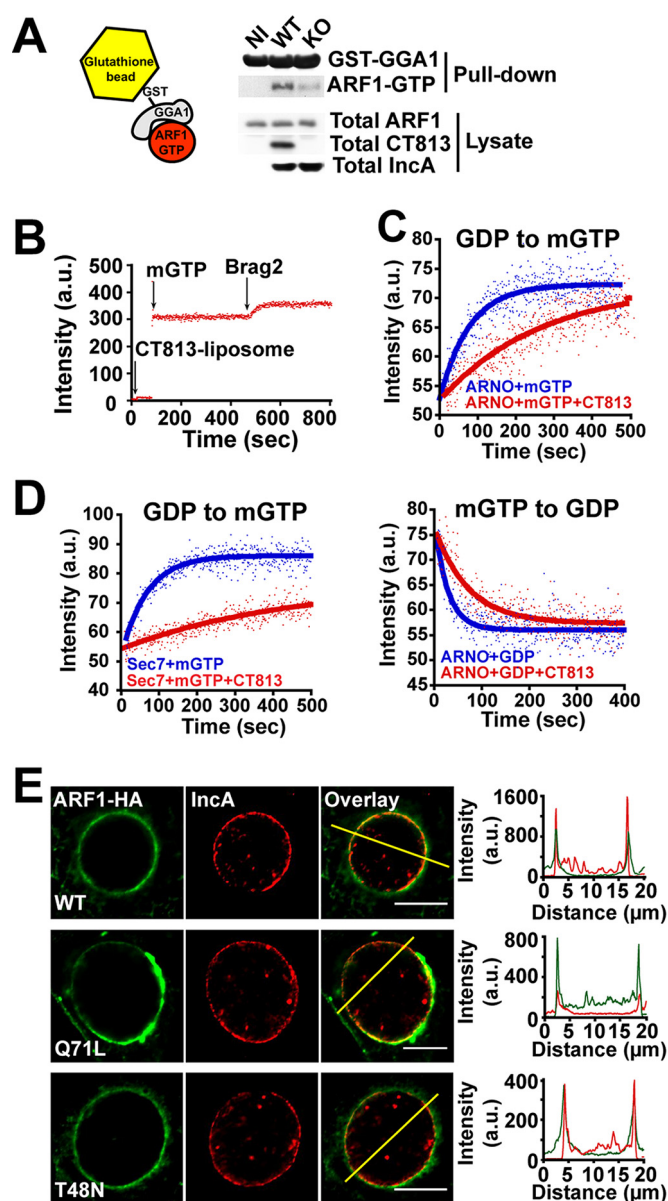 A
Glutathione
bead
GST
GGA1
ARF1
GTP
NI WT KO
GST-GGA1
ARF1-GTP
Pull-down
Total ARF1
Total CT813
Total IncA
Lysate
B
Intensity (a.u.)
500
400
300
200
100
0
mGTP
Brag2
CT813-liposome
0 200 400 600 800
Time (sec)
C
GDP to mGTP
Intensity (a.u.)
80
75
70
65
60
55
50
ARNO+mGTP
ARNO+mGTP+CT813
0 100 200 300 400 500
Time (sec)
D
GDP to mGTP
Intensity (a.u.)
100
90
80
70
60
50
40
Sec7+mGTP
Sec7+mGTP+CT813
0 100 200 300 400 500
Time (sec)
mGTP to GDP
Intensity (a.u.)
80
75
70
65
60
55
50
45
ARNO+GDP
ARNO+GDP+CT813
0 100 200 300 400
Time (sec)
E
ARF1-HA
IncA
Overlay
WT
Intensity
(a.u.)
1600
800
0
0 5 10 15 20
Distance (µm)
Q71L
Intensity
(a.u.)
800
400
0
0 5 10 15 20
Distance (µm)
T48N
Intensity
(a.u.)
400
200
0
0 5 10 15 20
Distance (µm)